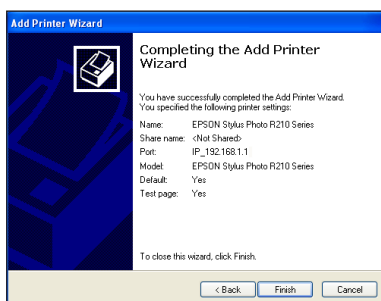 Add Printer Wizard
Completing the Add Printer
Wizard
You have successfully completed the Add Printer Wizard.
You specified the following printer settings:
Name: EPSON Stylus Photo R210 Series
Share name: <Not Shared>
Port: IP_192.168.1.1
Model: EPSON Stylus Photo R210 Series
Default: Yes
Test page: Yes
To close this wizard, click Finish.
< Back Finish Cancel